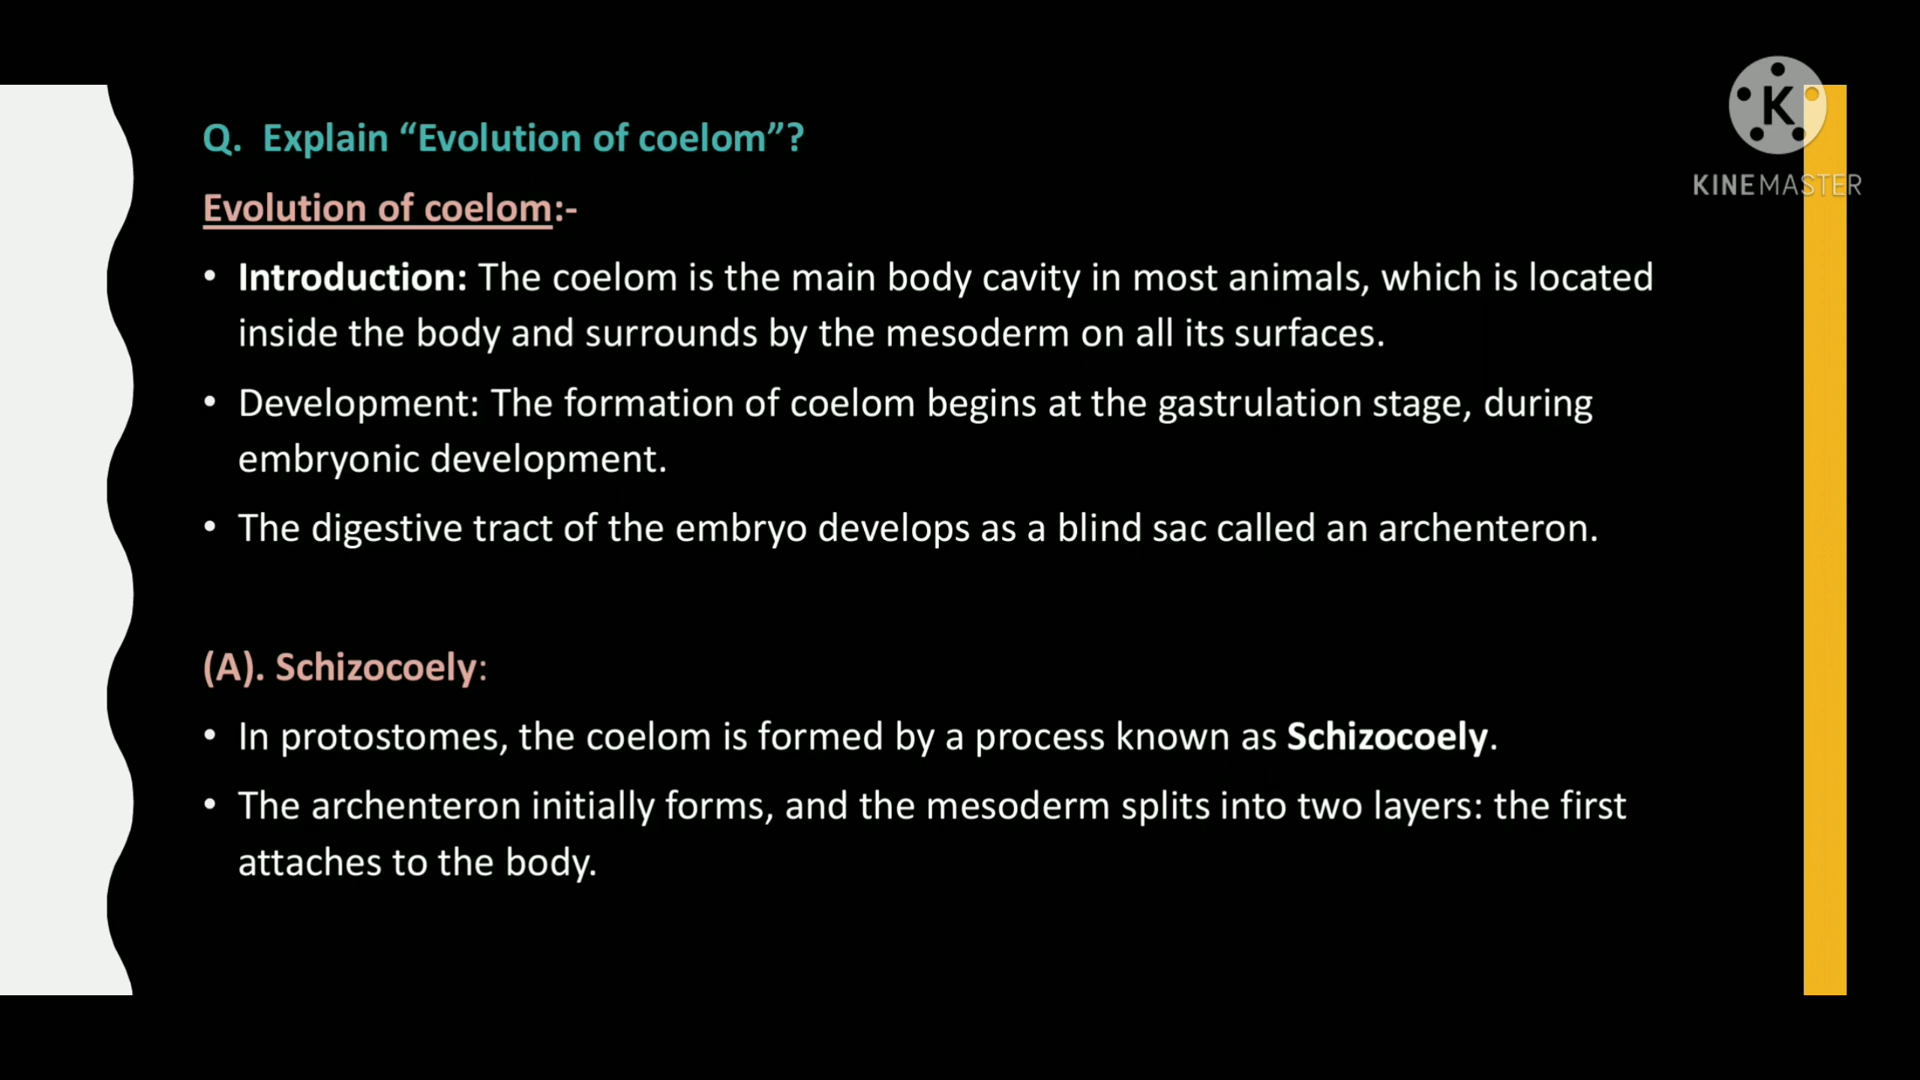 K
KINEMASTER
Q. Explain “Evolution of coelom”?
Evolution of coelom:-
• Introduction: The coelom is the main body cavity in most animals, which is located
inside the body and surrounds by the mesoderm on all its surfaces.
• Development: The formation of coelom begins at the gastrulation stage, during
embryonic development.
• The digestive tract of the embryo develops as a blind sac called an archenteron.
(A). Schizocoely:
• In protostomes, the coelom is formed by a process known as Schizocoely.
• The archenteron initially forms, and the mesoderm splits into two layers: the first
attaches to the body.